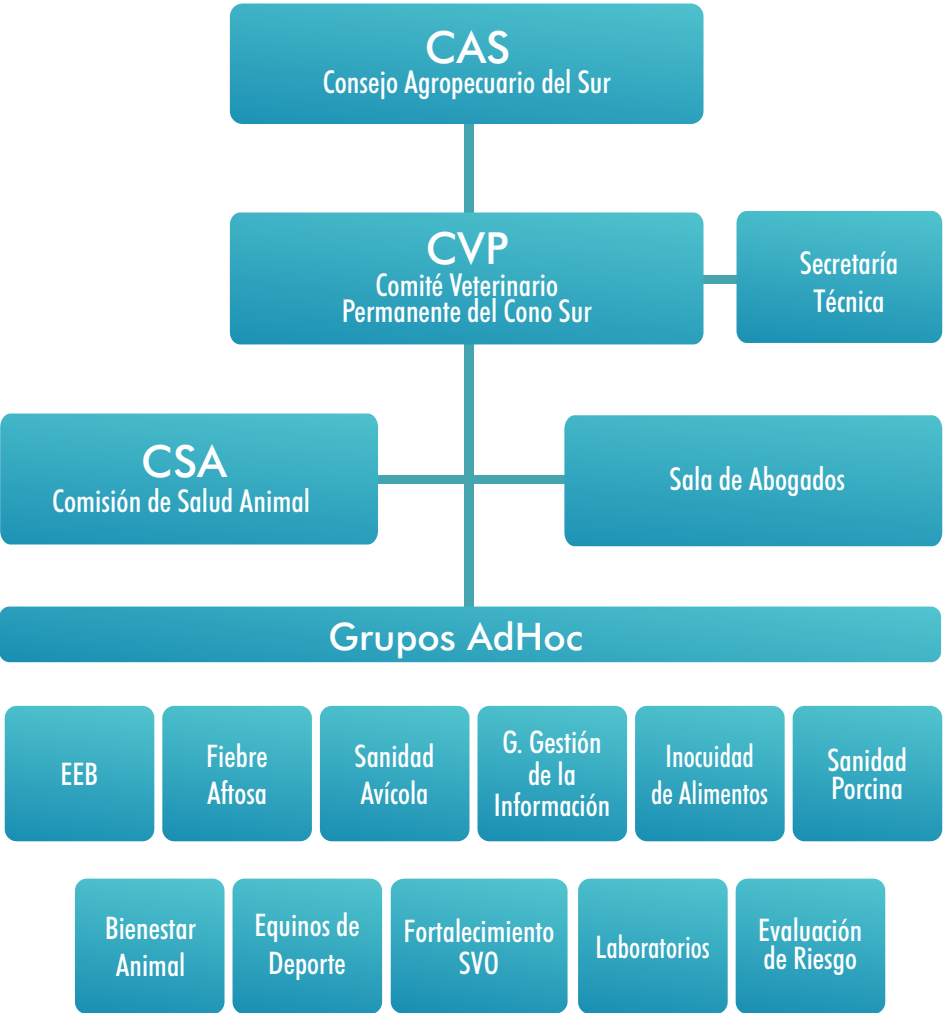 CAS
Consejo Agropecuario del Sur
CVP
Comité Veterinario
Permanente del Cono Sur
Secretaría
Técnica
CSA
Comisión de Salud Animal
Sala de Abogados
Grupos AdHoc
EEB
Fiebre
Aftosa
Sanidad
Avícola
G. Gestión
de la
Información
Inocuidad
de Alimentos
Sanidad
Porcina
Bienestar
Animal
Equinos de
Deporte
Fortalecimiento
SVO
Laboratorios
Evaluación
de Riesgo